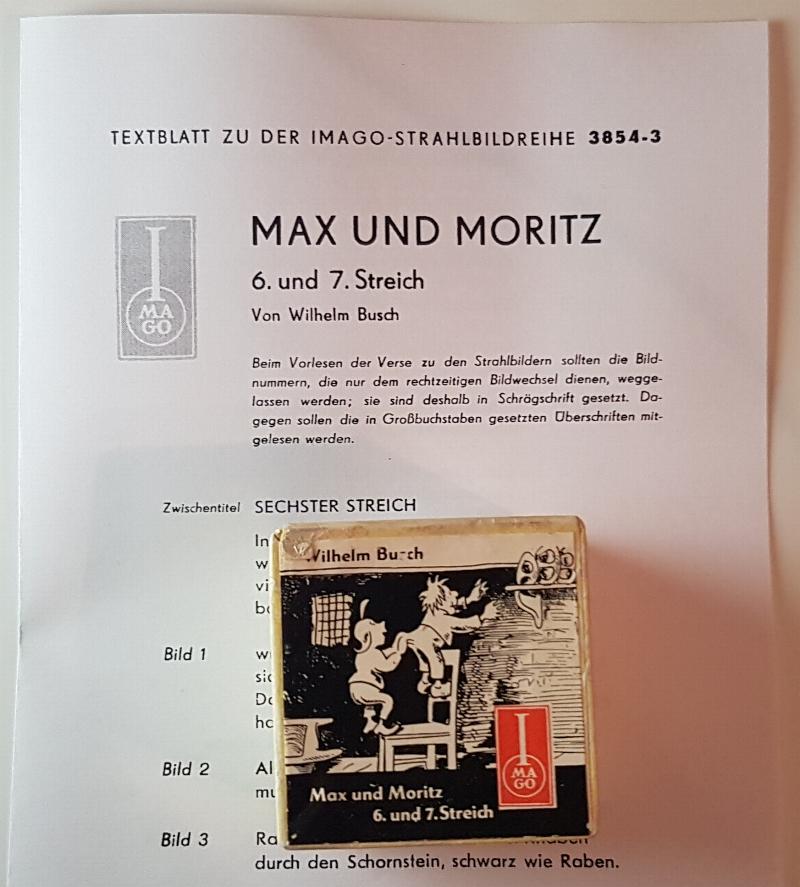 TEXTBLATT ZU DER IMAGO-STRAHLBILDREIHE 3854-3
I
MA
GO
MAX UND MORITZ
6. und 7. Streich
Von Wilhelm Busch
Beim Vorlesen der Verse zu den Strahlbildern sollten die Bild-
nummern, die nur dem rechtzeitigen Bildwechsel dienen, wegge-
lassen werden; sie sind deshalb in Schrägschrift gesetzt. Da-
gegen sollen die in Großbuchstaben gesetzten Überschriften mit-
gelesen werden.
Zwischentitel SECHSTER STREICH
In
Bild 1
Bild 2
Bild 3
durch den Schornstein, schwarz wie Raben.
Wilhelm Busch
I
MA
GO
Max und Moritz
6. und 7. Streich